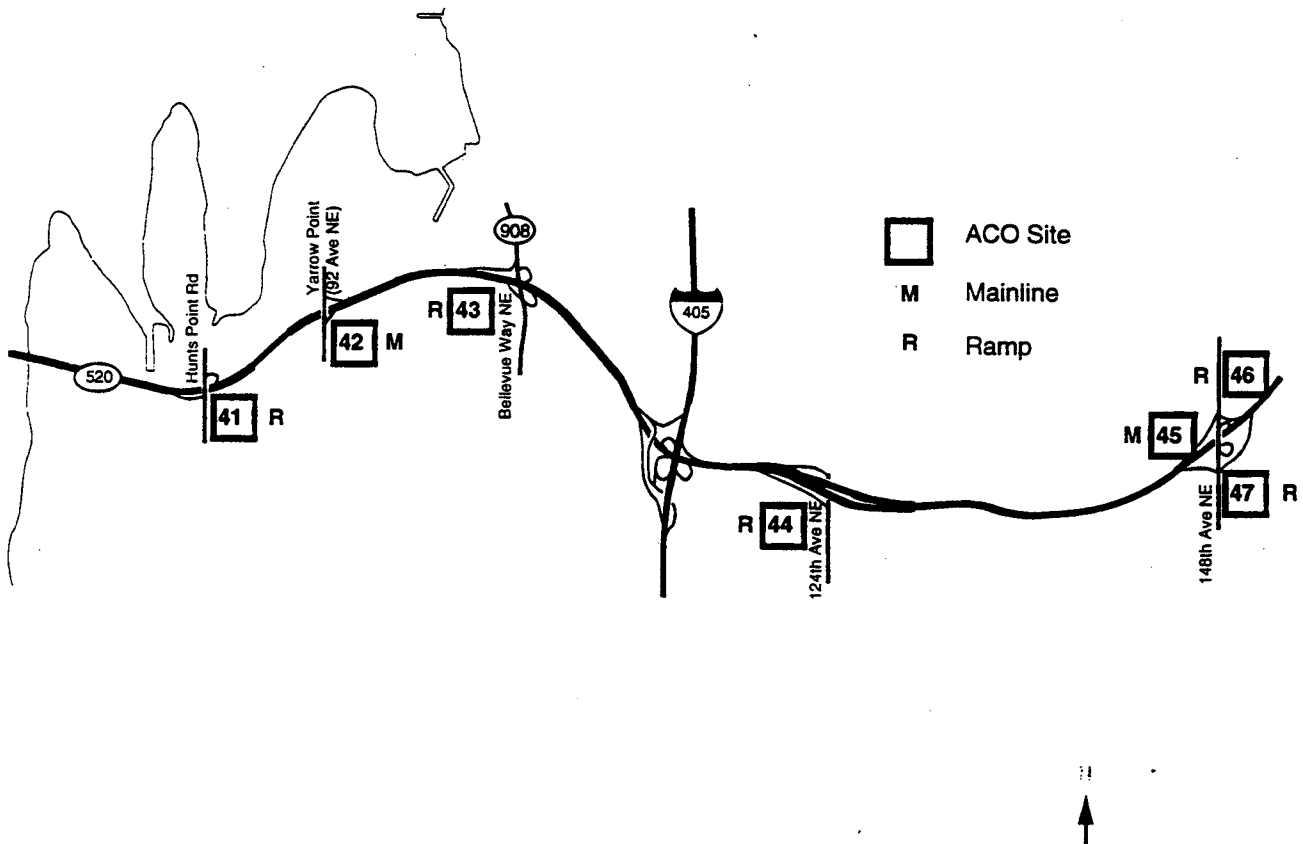 908
Yarrow Point
(92 Ave NE)
Hunts Point Rd
R 43
Bellevue Way NE
42 M
520
41 R
405
ACO Site
M Mainline
R Ramp
R 46
M 45
47 R
148th Ave NE
R 44
124th Ave NE